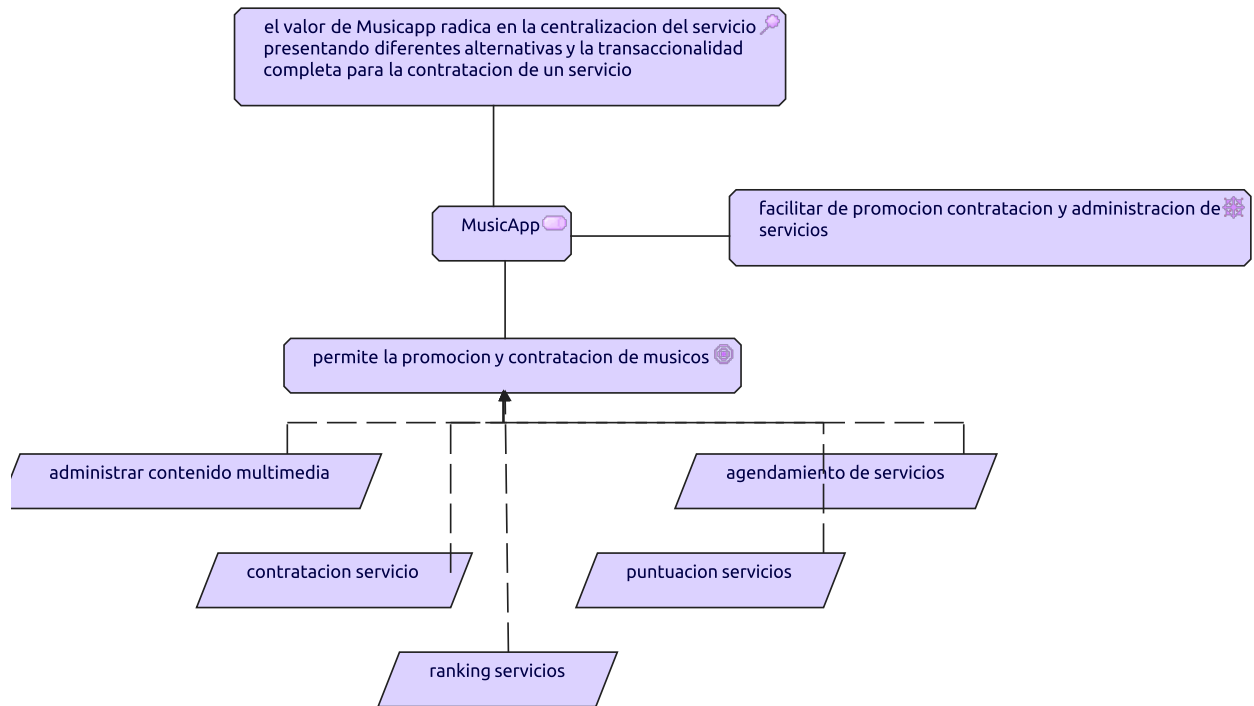 el valor de Musicapp radica en la centralizacion del servicio
presentando diferentes alternativas y la transaccionalidad
completa para la contratacion de un servicio
MusicApp
facilitar de promocion contratacion y administracion de
servicios
permite la promocion y contratacion de musicos
administrar contenido multimedia
agendamiento de servicios
contratacion servicio
puntuacion servicios
ranking servicios